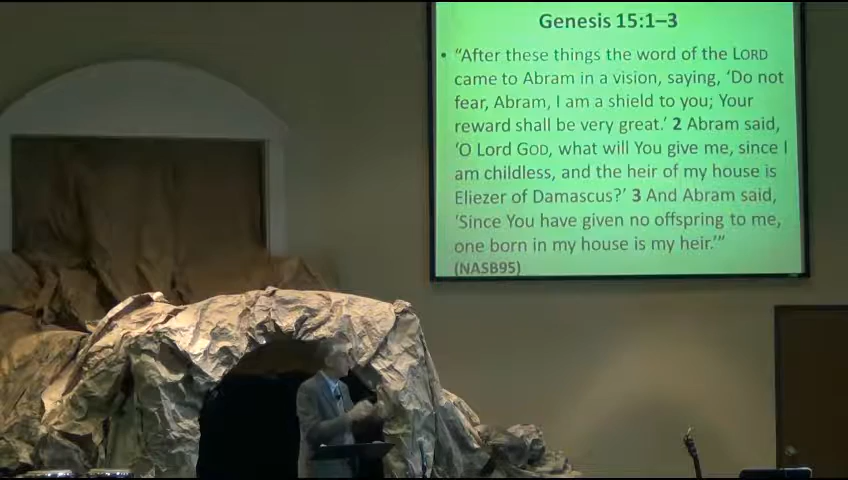 Genesis 15:1–3
• “After these things the word of the LORD
came to Abram in a vision, saying, ‘Do not
fear, Abram, I am a shield to you; Your
reward shall be very great.’ 2 Abram said,
‘O Lord GOD, what will You give me, since I
am childless, and the heir of my house is
Eliezer of Damascus?’ 3 And Abram said,
‘Since You have given no offspring to me,
one born in my house is my heir.’”
(NASB95)